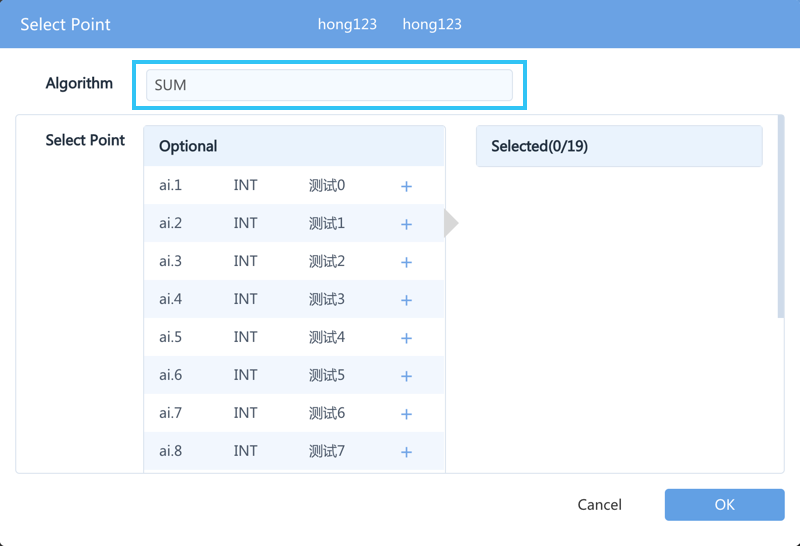 Select Point hong123 hong123
Algorithm SUM
Select Point Optional Selected(0/19)
ai.1 INT 测试0 +
ai.2 INT 测试1 +
ai.3 INT 测试2 +
ai.4 INT 测试3 +
ai.5 INT 测试4 +
ai.6 INT 测试5 +
ai.7 INT 测试6 +
ai.8 INT 测试7 +
Cancel OK